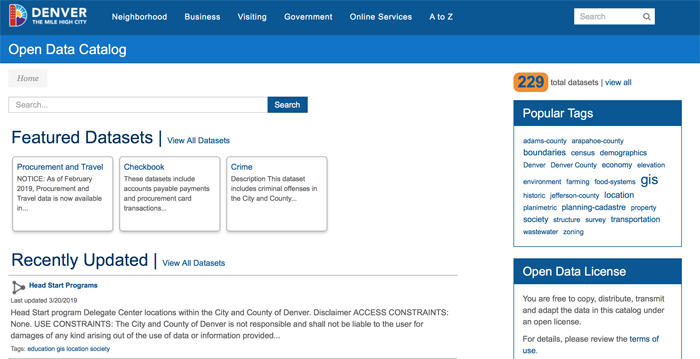 DENVER
THE MILE HIGH CITY
Neighborhood Business Visiting Government Online Services A to Z
Search
Open Data Catalog
Home
Search... Search
Featured Datasets | View All Datasets
Procurement and Travel
NOTICE: As of February
2019, Procurement and
Travel data is now available
in...
Checkbook
These datasets include
accounts payable payments
and procurement card
transactions...
Crime
Description This dataset
includes criminal offenses in
the City and County...
Recently Updated | View All Datasets
Head Start Programs
Last updated 3/20/2019
Head Start program Delegate Center locations within the City and County of Denver. Disclaimer ACCESS CONSTRAINTS:
None. USE CONSTRAINTS: The City and County of Denver is not responsible and shall not be liable to the user for
damages of any kind arising out of the use of data or information provided...
Tags: education gis location society
229 total datasets | view all
Popular Tags
adams-county arapahoe-county
boundaries census demographics
Denver Denver County economy elevation
environment farming food-systems gis
historic jefferson-county location
planimetric planning-cadastre property
society structure survey transportation
wastewater zoning
Open Data License
You are free to copy, distribute, transmit
and adapt the data in this catalog under
an open license.
For details, please review the terms of
use.